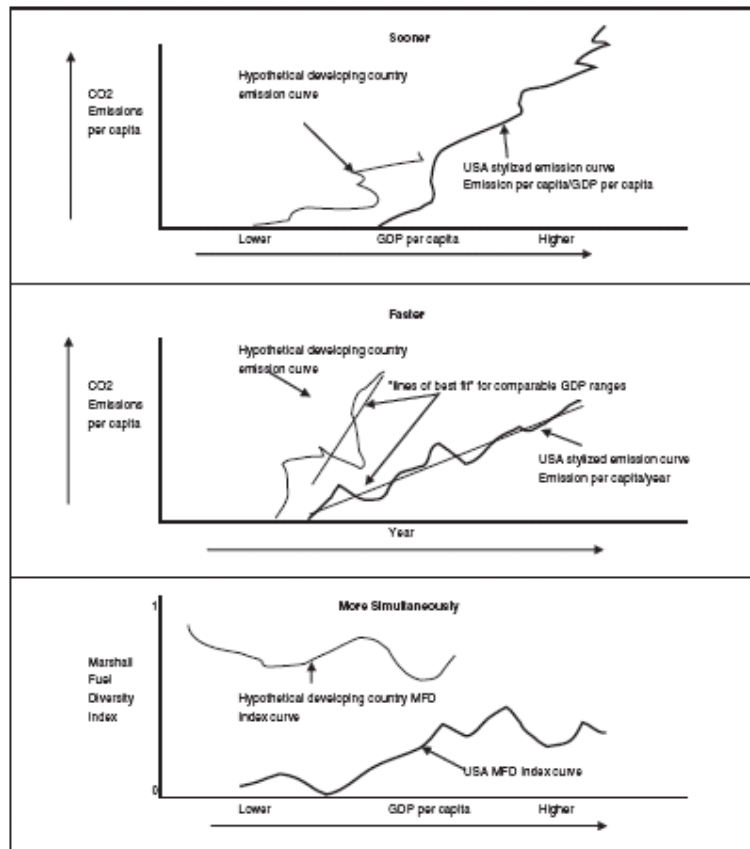 Sooner
Hypothetical developing country
emission curve
CO2
Emissions
per capita
USA stylized emission curve
Emission per capita/GDP per capita
Lower GDP per capita Higher
Faster
Hypothetical developing country
emission curve
"lines of best fit" for comparable GDP ranges
CO2
Emissions
per capita
USA stylized emission curve
Emission per capita/year
Year
More Simultaneously
1
Marshall
Fuel
Diversity
Index
Hypothetical developing country MFD
Index curve
USA MFD Index curve
0
Lower GDP per capita Higher